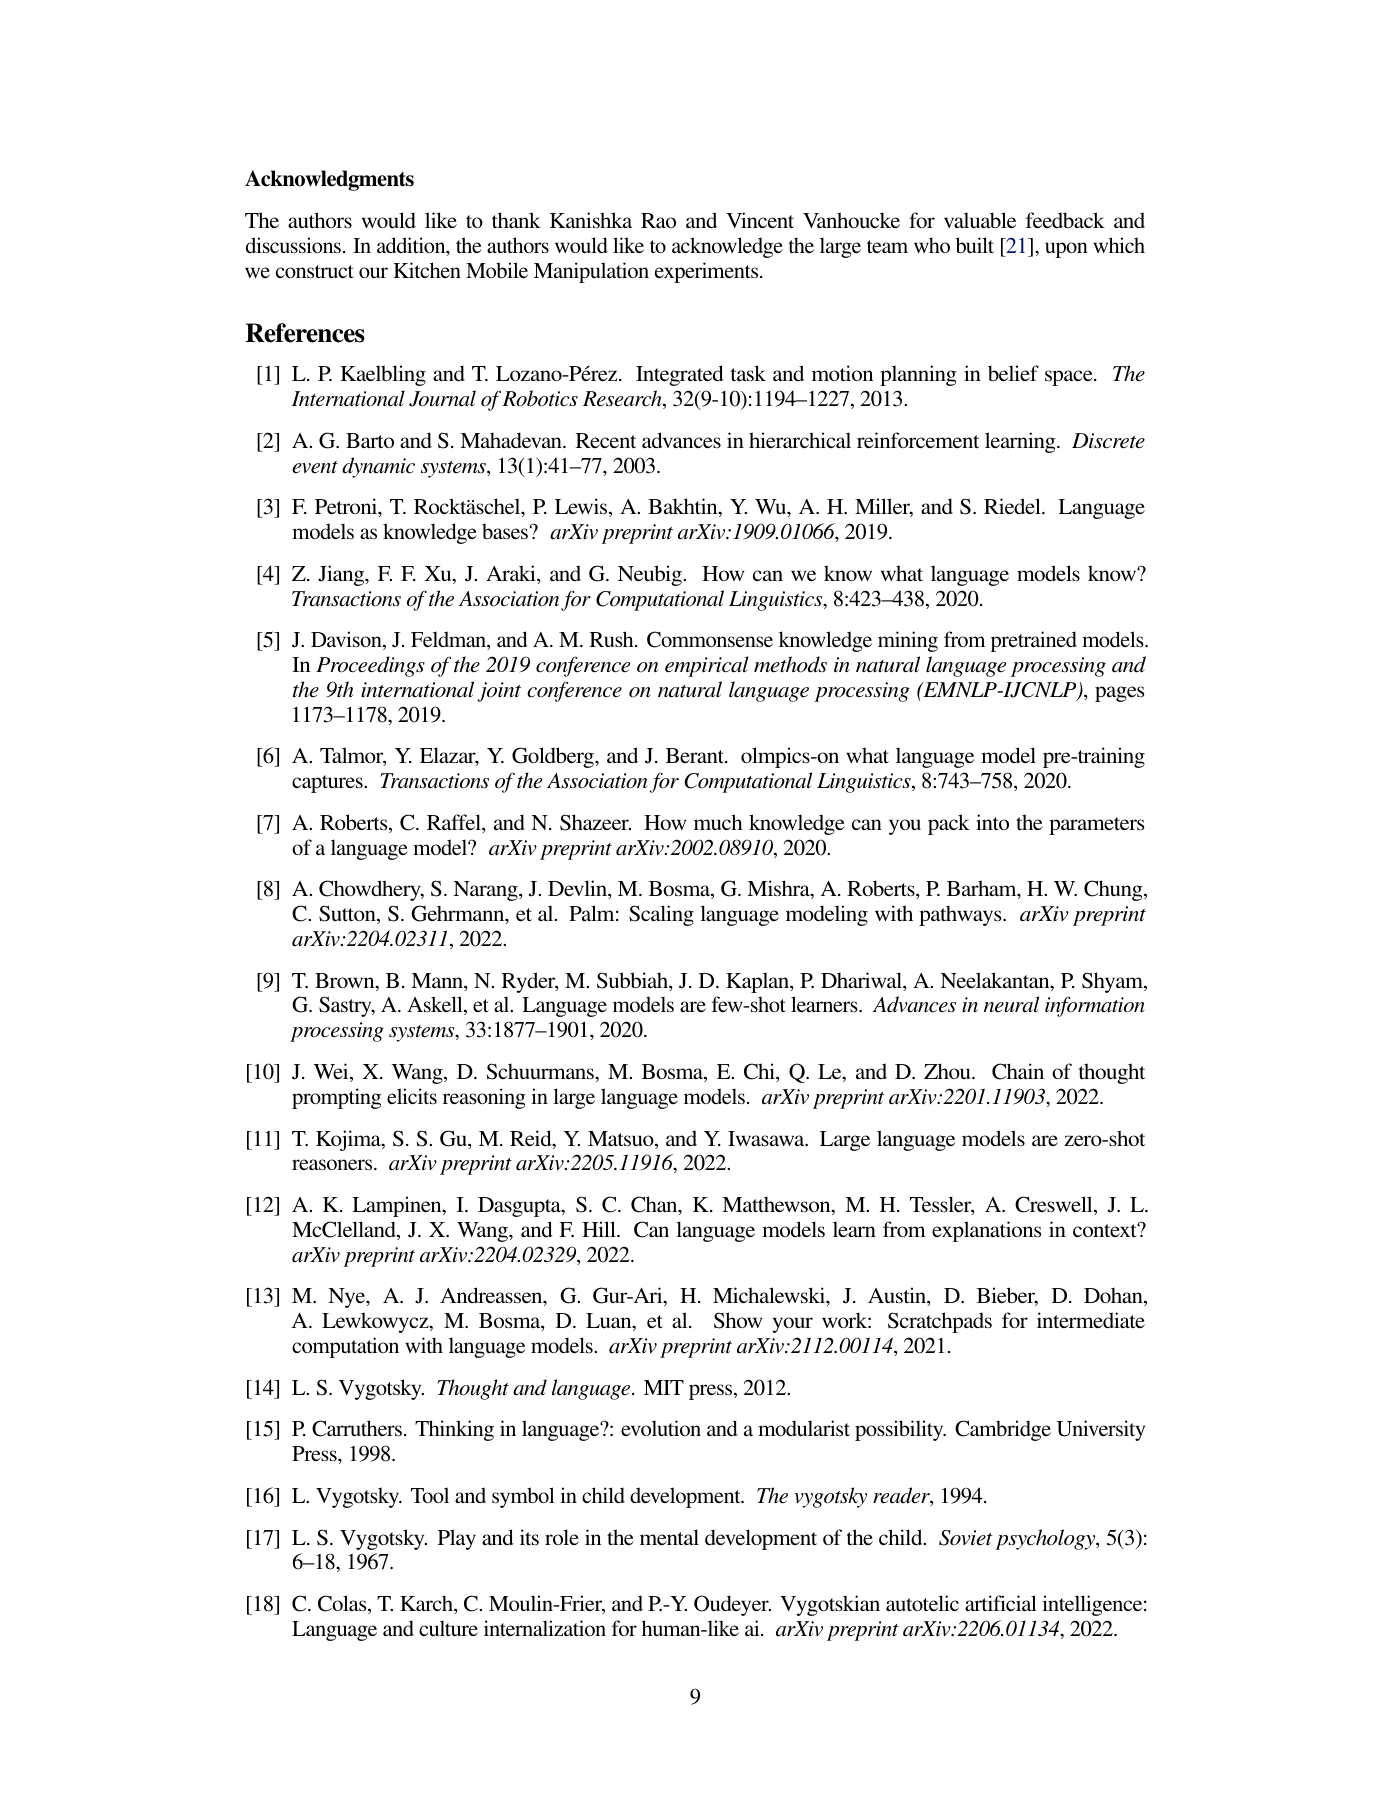 Acknowledgments
The authors would like to thank Kanishka Rao and Vincent Vanhoucke for valuable feedback and
discussions. In addition, the authors would like to acknowledge the large team who built [21], upon which
we construct our Kitchen Mobile Manipulation experiments.
References
[1] L. P. Kaelbling and T. Lozano-Pérez. Integrated task and motion planning in belief space. The
International Journal of Robotics Research, 32(9-10):1194–1227, 2013.
[2] A. G. Barto and S. Mahadevan. Recent advances in hierarchical reinforcement learning. Discrete
event dynamic systems, 13(1):41–77, 2003.
[3] F. Petroni, T. Rocktäschel, P. Lewis, A. Bakhtin, Y. Wu, A. H. Miller, and S. Riedel. Language
models as knowledge bases? arXiv preprint arXiv:1909.01066, 2019.
[4] Z. Jiang, F. F. Xu, J. Araki, and G. Neubig. How can we know what language models know?
Transactions of the Association for Computational Linguistics, 8:423–438, 2020.
[5] J. Davison, J. Feldman, and A. M. Rush. Commonsense knowledge mining from pretrained models.
In Proceedings of the 2019 conference on empirical methods in natural language processing and
the 9th international joint conference on natural language processing (EMNLP-IJCNLP), pages
1173–1178, 2019.
[6] A. Talmor, Y. Elazar, Y. Goldberg, and J. Berant. olmpics-on what language model pre-training
captures. Transactions of the Association for Computational Linguistics, 8:743–758, 2020.
[7] A. Roberts, C. Raffel, and N. Shazeer. How much knowledge can you pack into the parameters
of a language model? arXiv preprint arXiv:2002.08910, 2020.
[8] A. Chowdhery, S. Narang, J. Devlin, M. Bosma, G. Mishra, A. Roberts, P. Barham, H. W. Chung,
C. Sutton, S. Gehrmann, et al. Palm: Scaling language modeling with pathways. arXiv preprint
arXiv:2204.02311, 2022.
[9] T. Brown, B. Mann, N. Ryder, M. Subbiah, J. D. Kaplan, P. Dhariwal, A. Neelakantan, P. Shyam,
G. Sastry, A. Askell, et al. Language models are few-shot learners. Advances in neural information
processing systems, 33:1877–1901, 2020.
[10] J. Wei, X. Wang, D. Schuurmans, M. Bosma, E. Chi, Q. Le, and D. Zhou. Chain of thought
prompting elicits reasoning in large language models. arXiv preprint arXiv:2201.11903, 2022.
[11] T. Kojima, S. S. Gu, M. Reid, Y. Matsuo, and Y. Iwasawa. Large language models are zero-shot
reasoners. arXiv preprint arXiv:2205.11916, 2022.
[12] A. K. Lampinen, I. Dasgupta, S. C. Chan, K. Matthewson, M. H. Tessler, A. Creswell, J. L.
McClelland, J. X. Wang, and F. Hill. Can language models learn from explanations in context?
arXiv preprint arXiv:2204.02329, 2022.
[13] M. Nye, A. J. Andreassen, G. Gur-Ari, H. Michalewski, J. Austin, D. Bieber, D. Dohan,
A. Lewkowycz, M. Bosma, D. Luan, et al. Show your work: Scratchpads for intermediate
computation with language models. arXiv preprint arXiv:2112.00114, 2021.
[14] L. S. Vygotsky. Thought and language. MIT press, 2012.
[15] P. Carruthers. Thinking in language?: evolution and a modularist possibility. Cambridge University
Press, 1998.
[16] L. Vygotsky. Tool and symbol in child development. The vygotsky reader, 1994.
[17] L. S. Vygotsky. Play and its role in the mental development of the child. Soviet psychology, 5(3):
6–18, 1967.
[18] C. Colas, T. Karch, C. Moulin-Frier, and P.-Y. Oudeyer. Vygotskian autotelic artificial intelligence:
Language and culture internalization for human-like ai. arXiv preprint arXiv:2206.01134, 2022.
9